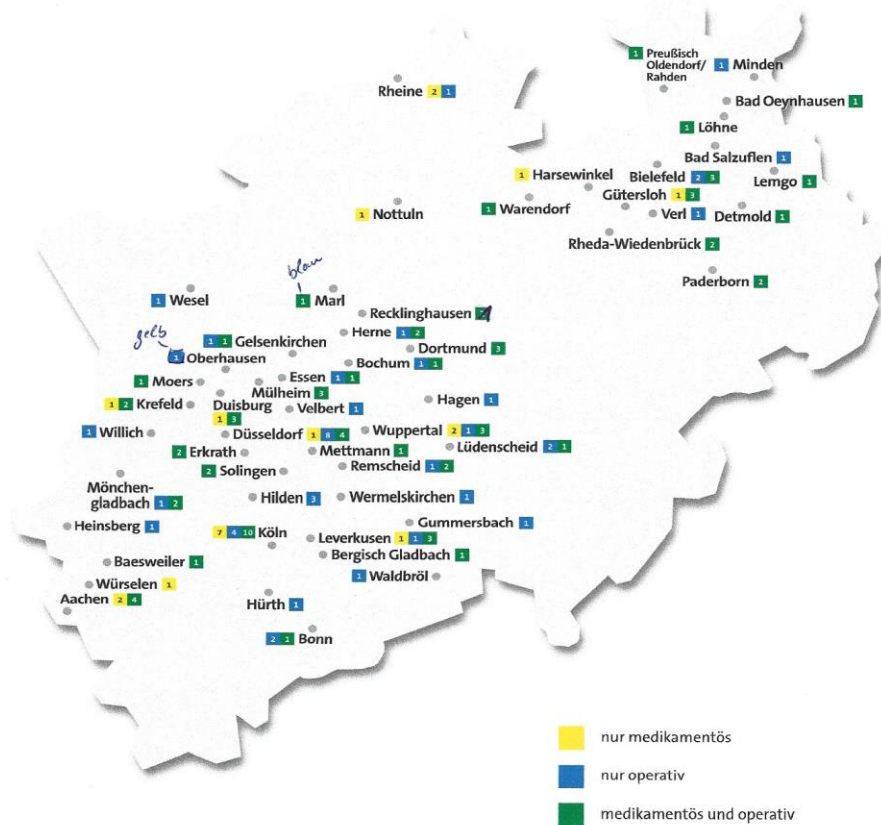 1 Preußisch
Oldendorf/
Rahden
1 Minden
Rheine 2 1
Bad Oeynhausen 1
1 Löhne
Bad Salzuflen 1
1 Harsewinkel
Bielefeld 2 3
Lemgo 1
Gütersloh 1 3
1 Nottuln
1 Warendorf
Verl 1
Detmold 1
Rheda-Wiedenbrück 2
Paderborn 2
blau
1 Wesel
1 Marl
Recklinghausen 1
gelb
1 1 Gelsenkirchen
Herne 1 2
1 Oberhausen
Dortmund 3
Bochum 1 1
1 Moers
Essen 1 1
Mülheim 3
1 2 Krefeld
Duisburg
1 3
Velbert 1
Hagen 1
1 Willich
Düsseldorf 1 8 4
Wuppertal 2 1 3
2 Erkrath
Mettmann 1
Lüdenscheid 2 1
2 Solingen
Remscheid 1 2
Mönchen-
gladbach 1 2
Hilden 3
Wermelskirchen 1
Heinsberg 1
7 4 10 Köln
Gummersbach 1
Leverkusen 1 1 3
Bergisch Gladbach 1
Baesweiler 1
1 Waldbröl
Würselen 1
Aachen 2 4
Hürth 1
2 1 Bonn
nur medikamentös
nur operativ
medikamentös und operativ